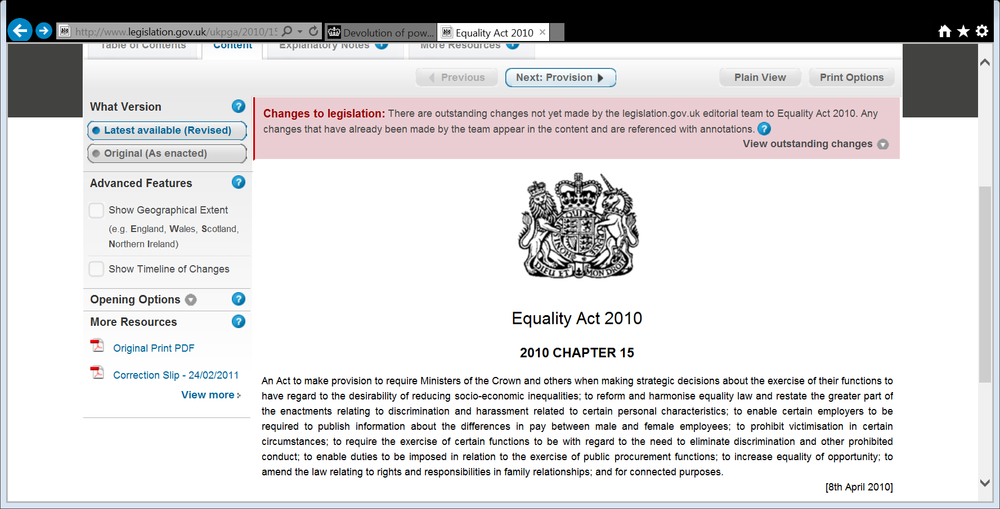 http://www.legislation.gov.uk/ukpga/2010/15
Devolution of pow...
Equality Act 2010
Table of Contents
Content
Explanatory Notes
More Resources
Previous
Next: Provision
Plain View
Print Options
What Version
Latest available (Revised)
Original (As enacted)
Advanced Features
Show Geographical Extent
(e.g. England, Wales, Scotland,
Northern Ireland)
Show Timeline of Changes
Opening Options
More Resources
Original Print PDF
Correction Slip - 24/02/2011
View more
Changes to legislation: There are outstanding changes not yet made by the legislation.gov.uk editorial team to Equality Act 2010. Any
changes that have already been made by the team appear in the content and are referenced with annotations.
View outstanding changes
DIEU ET MON DROIT
Equality Act 2010
2010 CHAPTER 15
An Act to make provision to require Ministers of the Crown and others when making strategic decisions about the exercise of their functions to
have regard to the desirability of reducing socio-economic inequalities; to reform and harmonise equality law and restate the greater part of
the enactments relating to discrimination and harassment related to certain personal characteristics; to enable certain employers to be
required to publish information about the differences in pay between male and female employees; to prohibit victimisation in certain
circumstances; to require the exercise of certain functions to be with regard to the need to eliminate discrimination and other prohibited
conduct; to enable duties to be imposed in relation to the exercise of public procurement functions; to increase equality of opportunity; to
amend the law relating to rights and responsibilities in family relationships; and for connected purposes.
[8th April 2010]